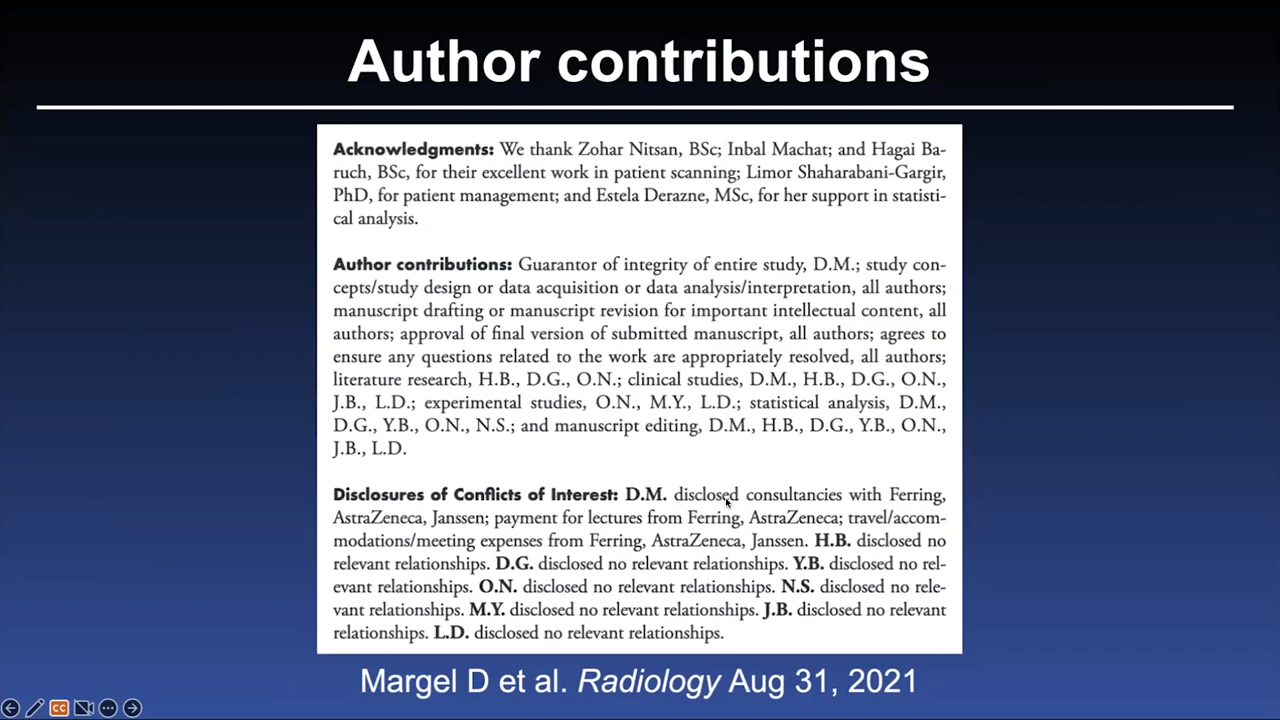 Author contributions
Acknowledgments: We thank Zohar Nitsan, BSc; Inbal Machat; and Hagai Ba-
ruch, BSc, for their excellent work in patient scanning; Limor Shaharabani-Gargir,
PhD, for patient management; and Estela Derazne, MSc, for her support in statisti-
cal analysis.
Author contributions: Guarantor of integrity of entire study, D.M.; study con-
cepts/study design or data acquisition or data analysis/interpretation, all authors;
manuscript drafting or manuscript revision for important intellectual content, all
authors; approval of final version of submitted manuscript, all authors; agrees to
ensure any questions related to the work are appropriately resolved, all authors;
literature research, H.B., D.G., O.N.; clinical studies, D.M., H.B., D.G., O.N.,
J.B., L.D.; experimental studies, O.N., M.Y., L.D.; statistical analysis, D.M.,
D.G., Y.B., O.N., N.S.; and manuscript editing, D.M., H.B., D.G., Y.B., O.N.,
J.B., L.D.
Disclosures of Conflicts of Interest: D.M. disclosed consultancies with Ferring,
AstraZeneca, Janssen; payment for lectures from Ferring, AstraZeneca; travel/accom-
modations/meeting expenses from Ferring, AstraZeneca, Janssen. H.B. disclosed no
relevant relationships. D.G. disclosed no relevant relationships. Y.B. disclosed no rel-
evant relationships. O.N. disclosed no relevant relationships. N.S. disclosed no rele-
vant relationships. M.Y. disclosed no relevant relationships. J.B. disclosed no relevant
relationships. L.D. disclosed no relevant relationships.
Margel D et al. Radiology Aug 31, 2021
CC